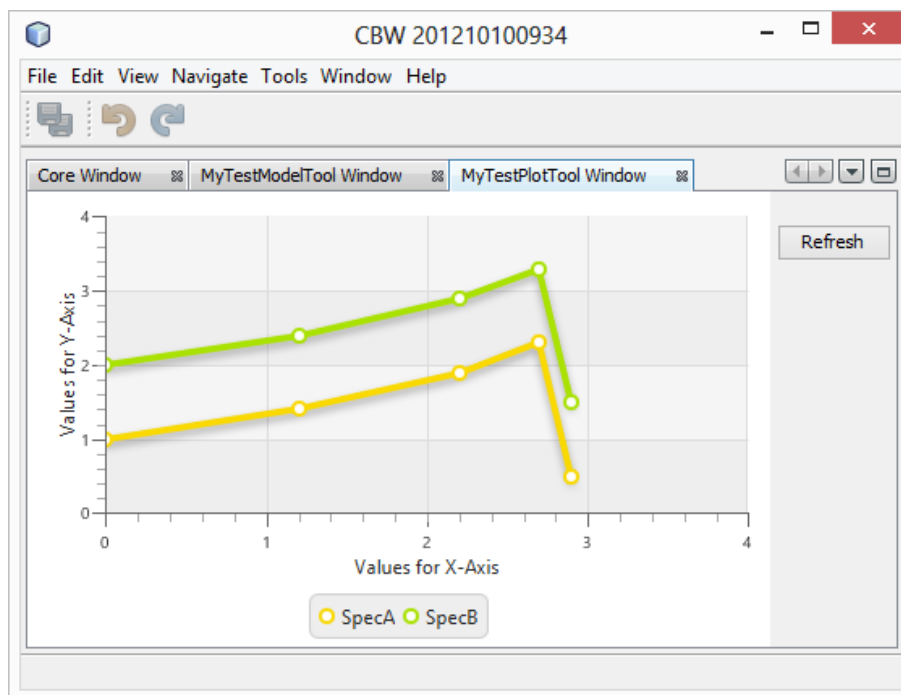 CBW 201210100934
File Edit View Navigate Tools Window Help
Core Window MyTestModelTool Window MyTestPlotTool Window
Refresh
Values for Y-Axis
4
3
2
1
0
0 1 2 3 4
Values for X-Axis
SpecA SpecB